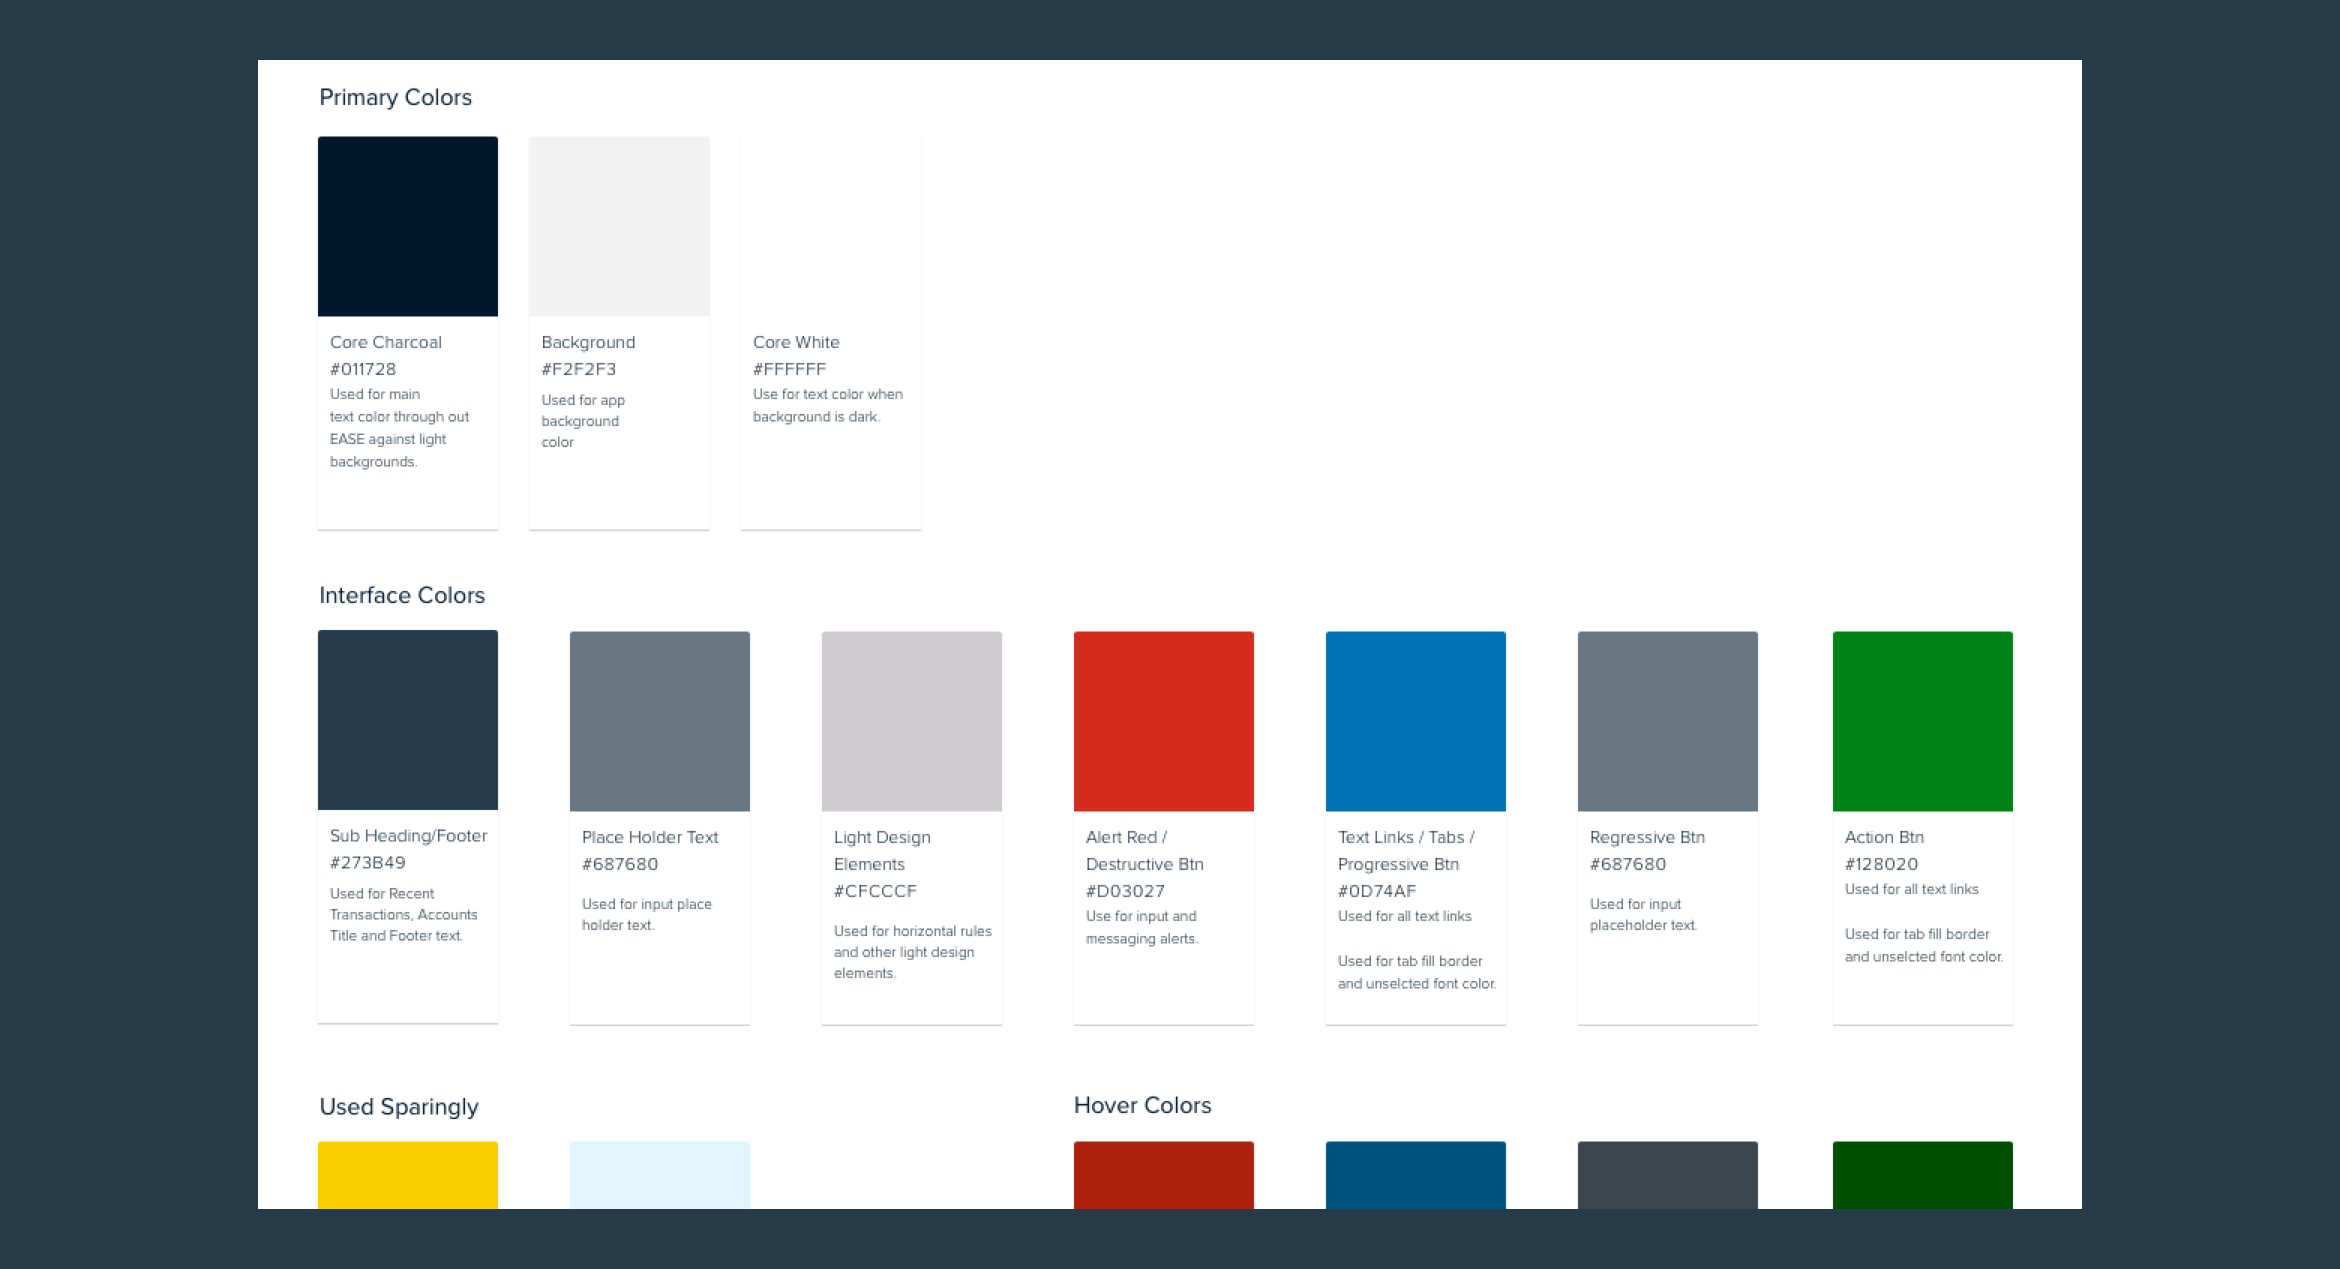 Primary Colors
Core Charcoal
#011728
Used for main
text color through out
EASE against light
backgrounds.
Background
#F2F2F3
Used for app
background
color
Core White
#FFFFFF
Use for text color when
background is dark.
Interface Colors
Sub Heading/Footer
#273B49
Used for Recent
Transactions, Accounts
Title and Footer text.
Place Holder Text
#687680
Used for input place
holder text.
Light Design
Elements
#CFCCCF
Used for horizontal rules
and other light design
elements.
Alert Red /
Destructive Btn
#D03027
Use for input and
messaging alerts.
Text Links / Tabs /
Progressive Btn
#0D74AF
Used for all text links
Used for tab fill border
and unselcted font color.
Regressive Btn
#687680
Used for input
placeholder text.
Action Btn
#128020
Used for all text links
Used for tab fill border
and unselcted font color.
Used Sparingly
Hover Colors